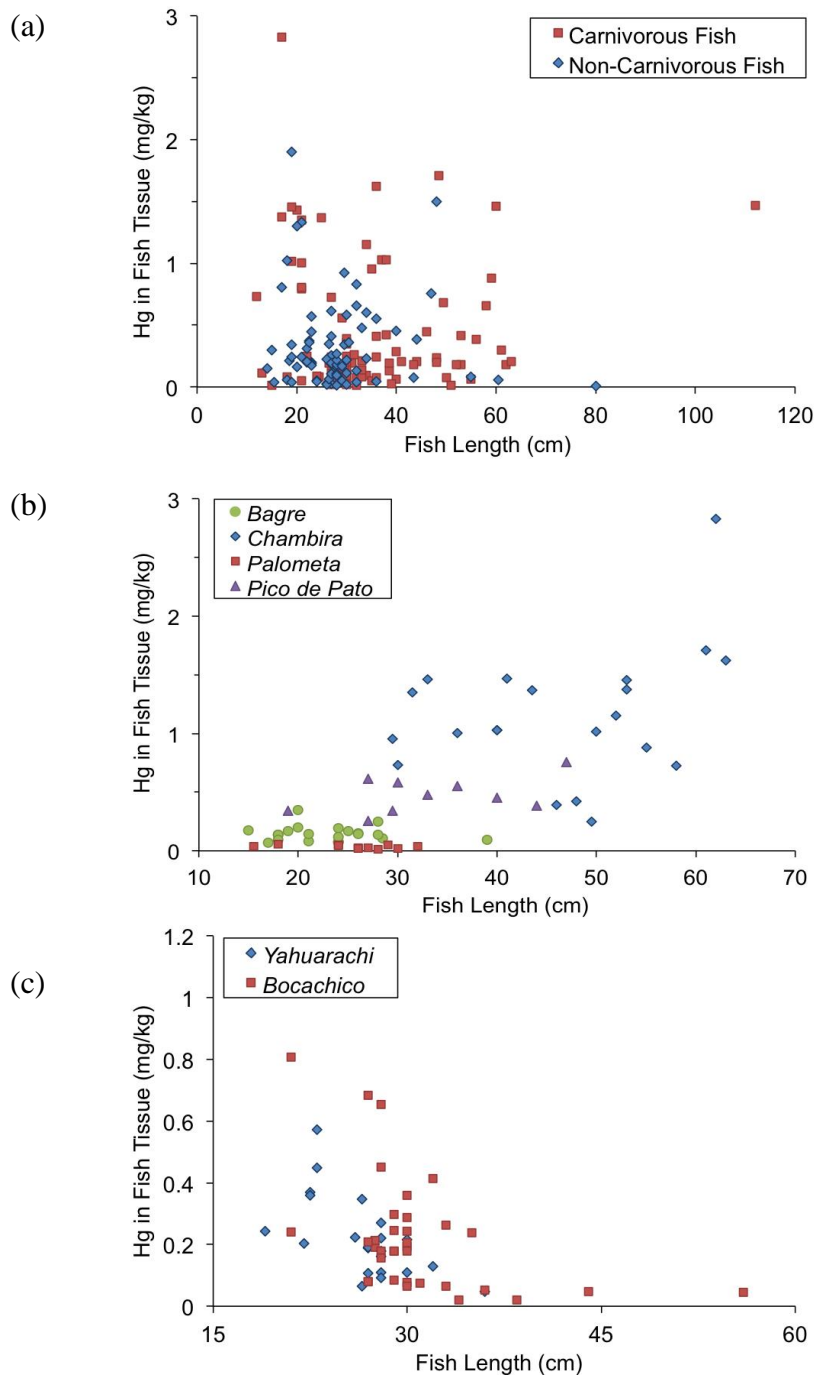 (a)
3
2
1
0
Hg in Fish Tissue (mg/kg)
Carnivorous Fish
Non-Carnivorous Fish
0 20 40 60 80 100 120
Fish Length (cm)
(b)
3
2
1
0
Hg in Fish Tissue (mg/kg)
Bagre
Chambira
Palometa
Pico de Pato
10 20 30 40 50 60 70
Fish Length (cm)
(c)
1.2
1
0.8
0.6
0.4
0.2
0
Hg in Fish Tissue (mg/kg)
Yahuarachi
Bocachico
15 30 45 60
Fish Length (cm)